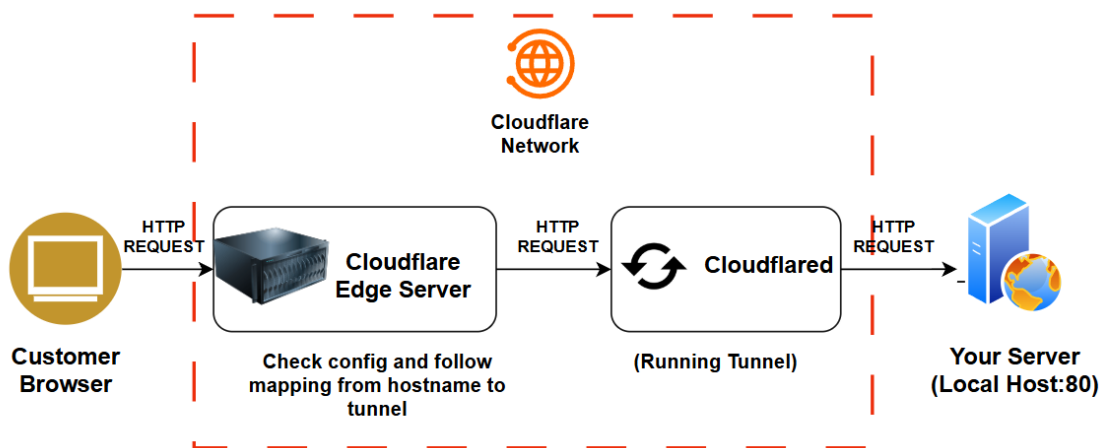 Cloudflare
Network
HTTP
REQUEST
Cloudflare
Edge Server
HTTP
REQUEST
Cloudflared
HTTP
REQUEST
Customer
Browser
Check config and follow
mapping from hostname to
tunnel
(Running Tunnel)
Your Server
(Local Host:80)